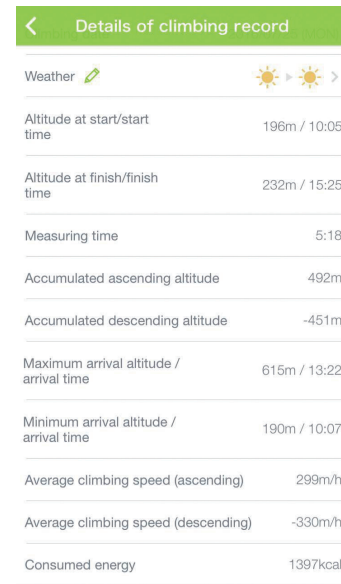 Details of climbing record
Weather
Altitude at start/start
time
196m / 10:05
Altitude at finish/finish
time
232m / 15:25
Measuring time 5:18
Accumulated ascending altitude 492m
Accumulated descending altitude -451m
Maximum arrival altitude /
arrival time
615m / 13:22
Minimum arrival altitude /
arrival time
190m / 10:07
Average climbing speed (ascending) 299m/h
Average climbing speed (descending) -330m/h
Consumed energy 1397kcal